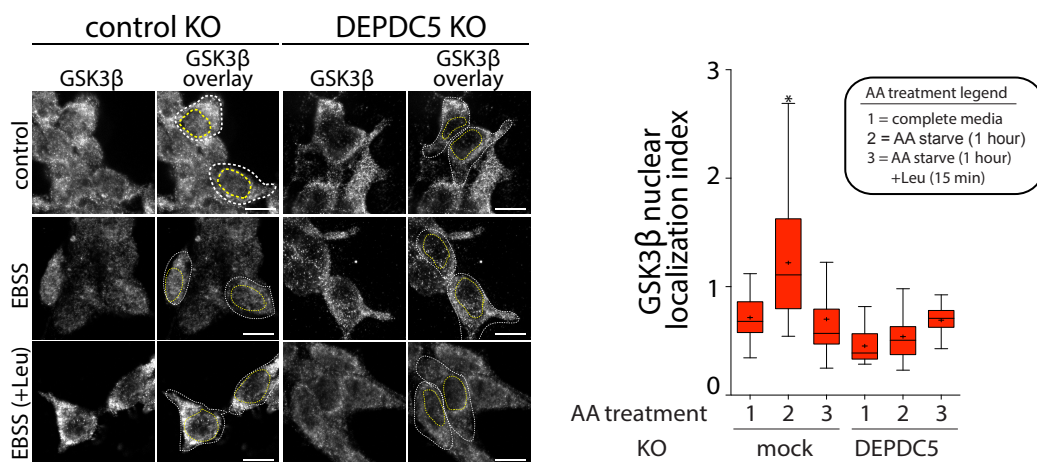 control KO
DEPDC5 KO
GSK3β
GSK3β
overlay
GSK3β
GSK3β
overlay
control
EBSS
EBSS (+Leu)
GSK3β nuclear
localization index
3
2
1
0
*
AA treatment legend
1 = complete media
2 = AA starve (1 hour)
3 = AA starve (1 hour)
+Leu (15 min)
AA treatment 1 2 3 1 2 3
KO mock DEPDC5